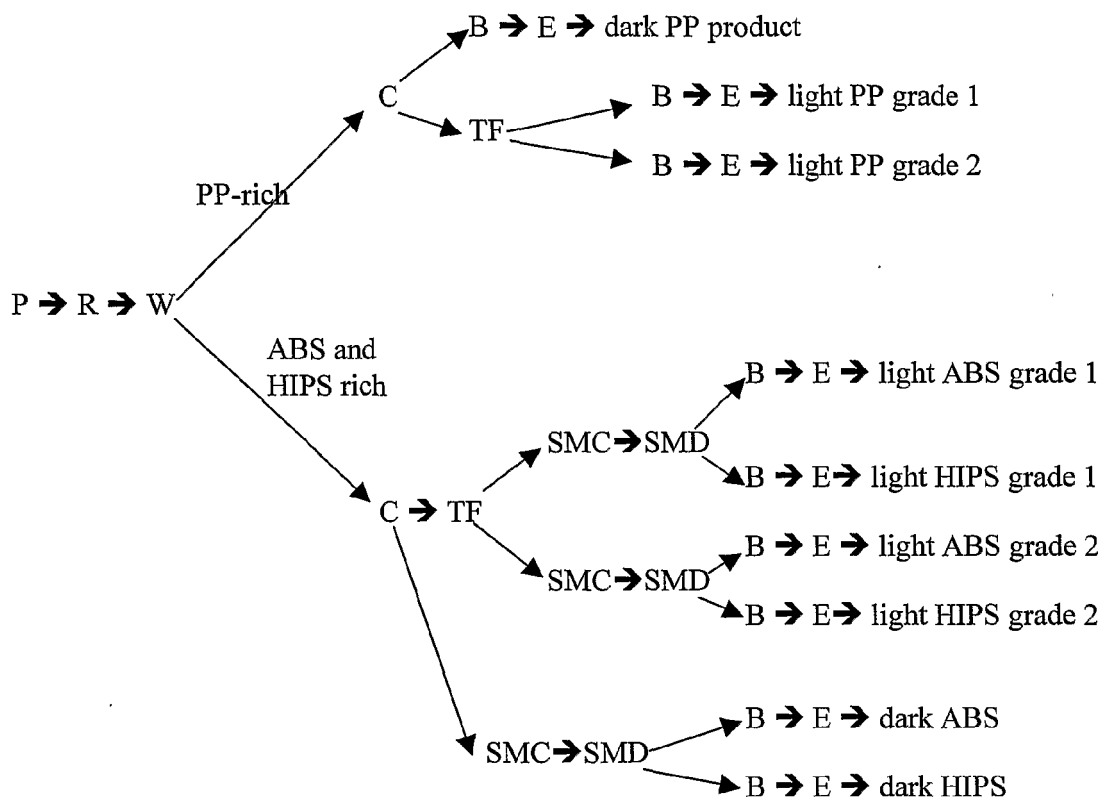 B → E → dark PP product
C
B → E → light PP grade 1
TF
B → E → light PP grade 2
PP-rich
P → R → W
ABS and
HIPS rich
B → E → light ABS grade 1
SMC → SMD
B → E → light HIPS grade 1
C → TF
B → E → light ABS grade 2
SMC → SMD
B → E → light HIPS grade 2
B → E → dark ABS
SMC → SMD
B → E → dark HIPS